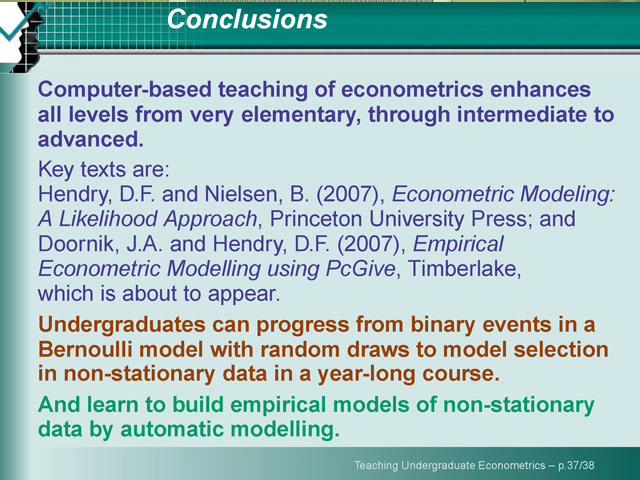 Conclusions
Computer-based teaching of econometrics enhances
all levels from very elementary, through intermediate to
advanced.
Key texts are:
Hendry, D.F. and Nielsen, B. (2007), Econometric Modeling:
A Likelihood Approach, Princeton University Press; and
Doornik, J.A. and Hendry, D.F. (2007), Empirical
Econometric Modelling using PcGive, Timberlake,
which is about to appear.
Undergraduates can progress from binary events in a
Bernoulli model with random draws to model selection
in non-stationary data in a year-long course.
And learn to build empirical models of non-stationary
data by automatic modelling.
Teaching Undergraduate Econometrics – p.37/38